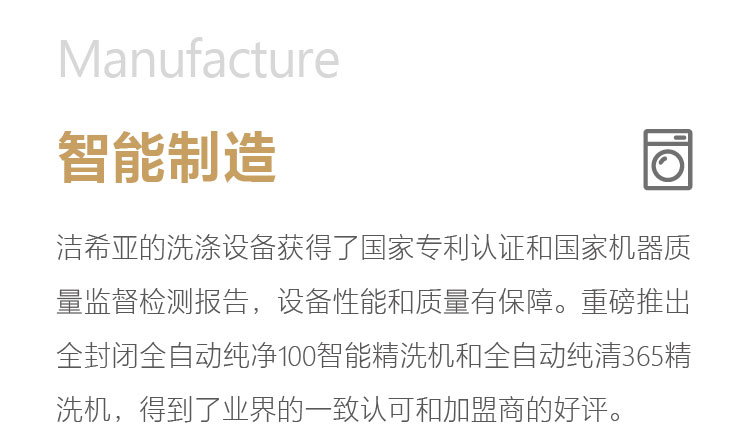 Manufacture
智能制造
洁希亚的洗涤设备获得了国家专利认证和国家机器质
量监督检测报告，设备性能和质量有保障。重磅推出
全封闭全自动纯净100智能精洗机和全自动纯清365精
洗机，得到了业界的一致认可和加盟商的好评。